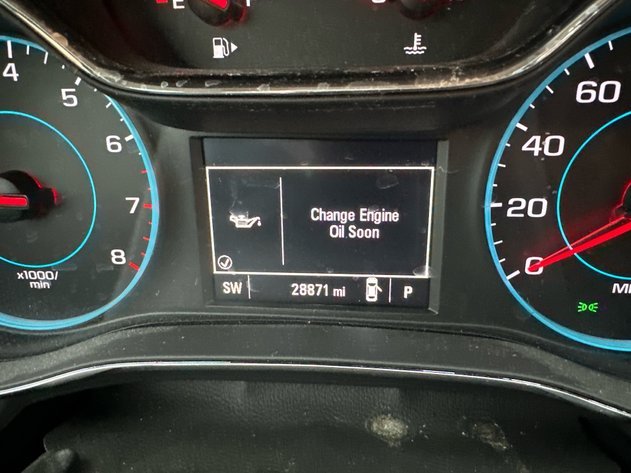 E
4
5
6
7
8
x1000/
min
Change Engine
Oil Soon
SW
28871 mi
P
60
40
20
0